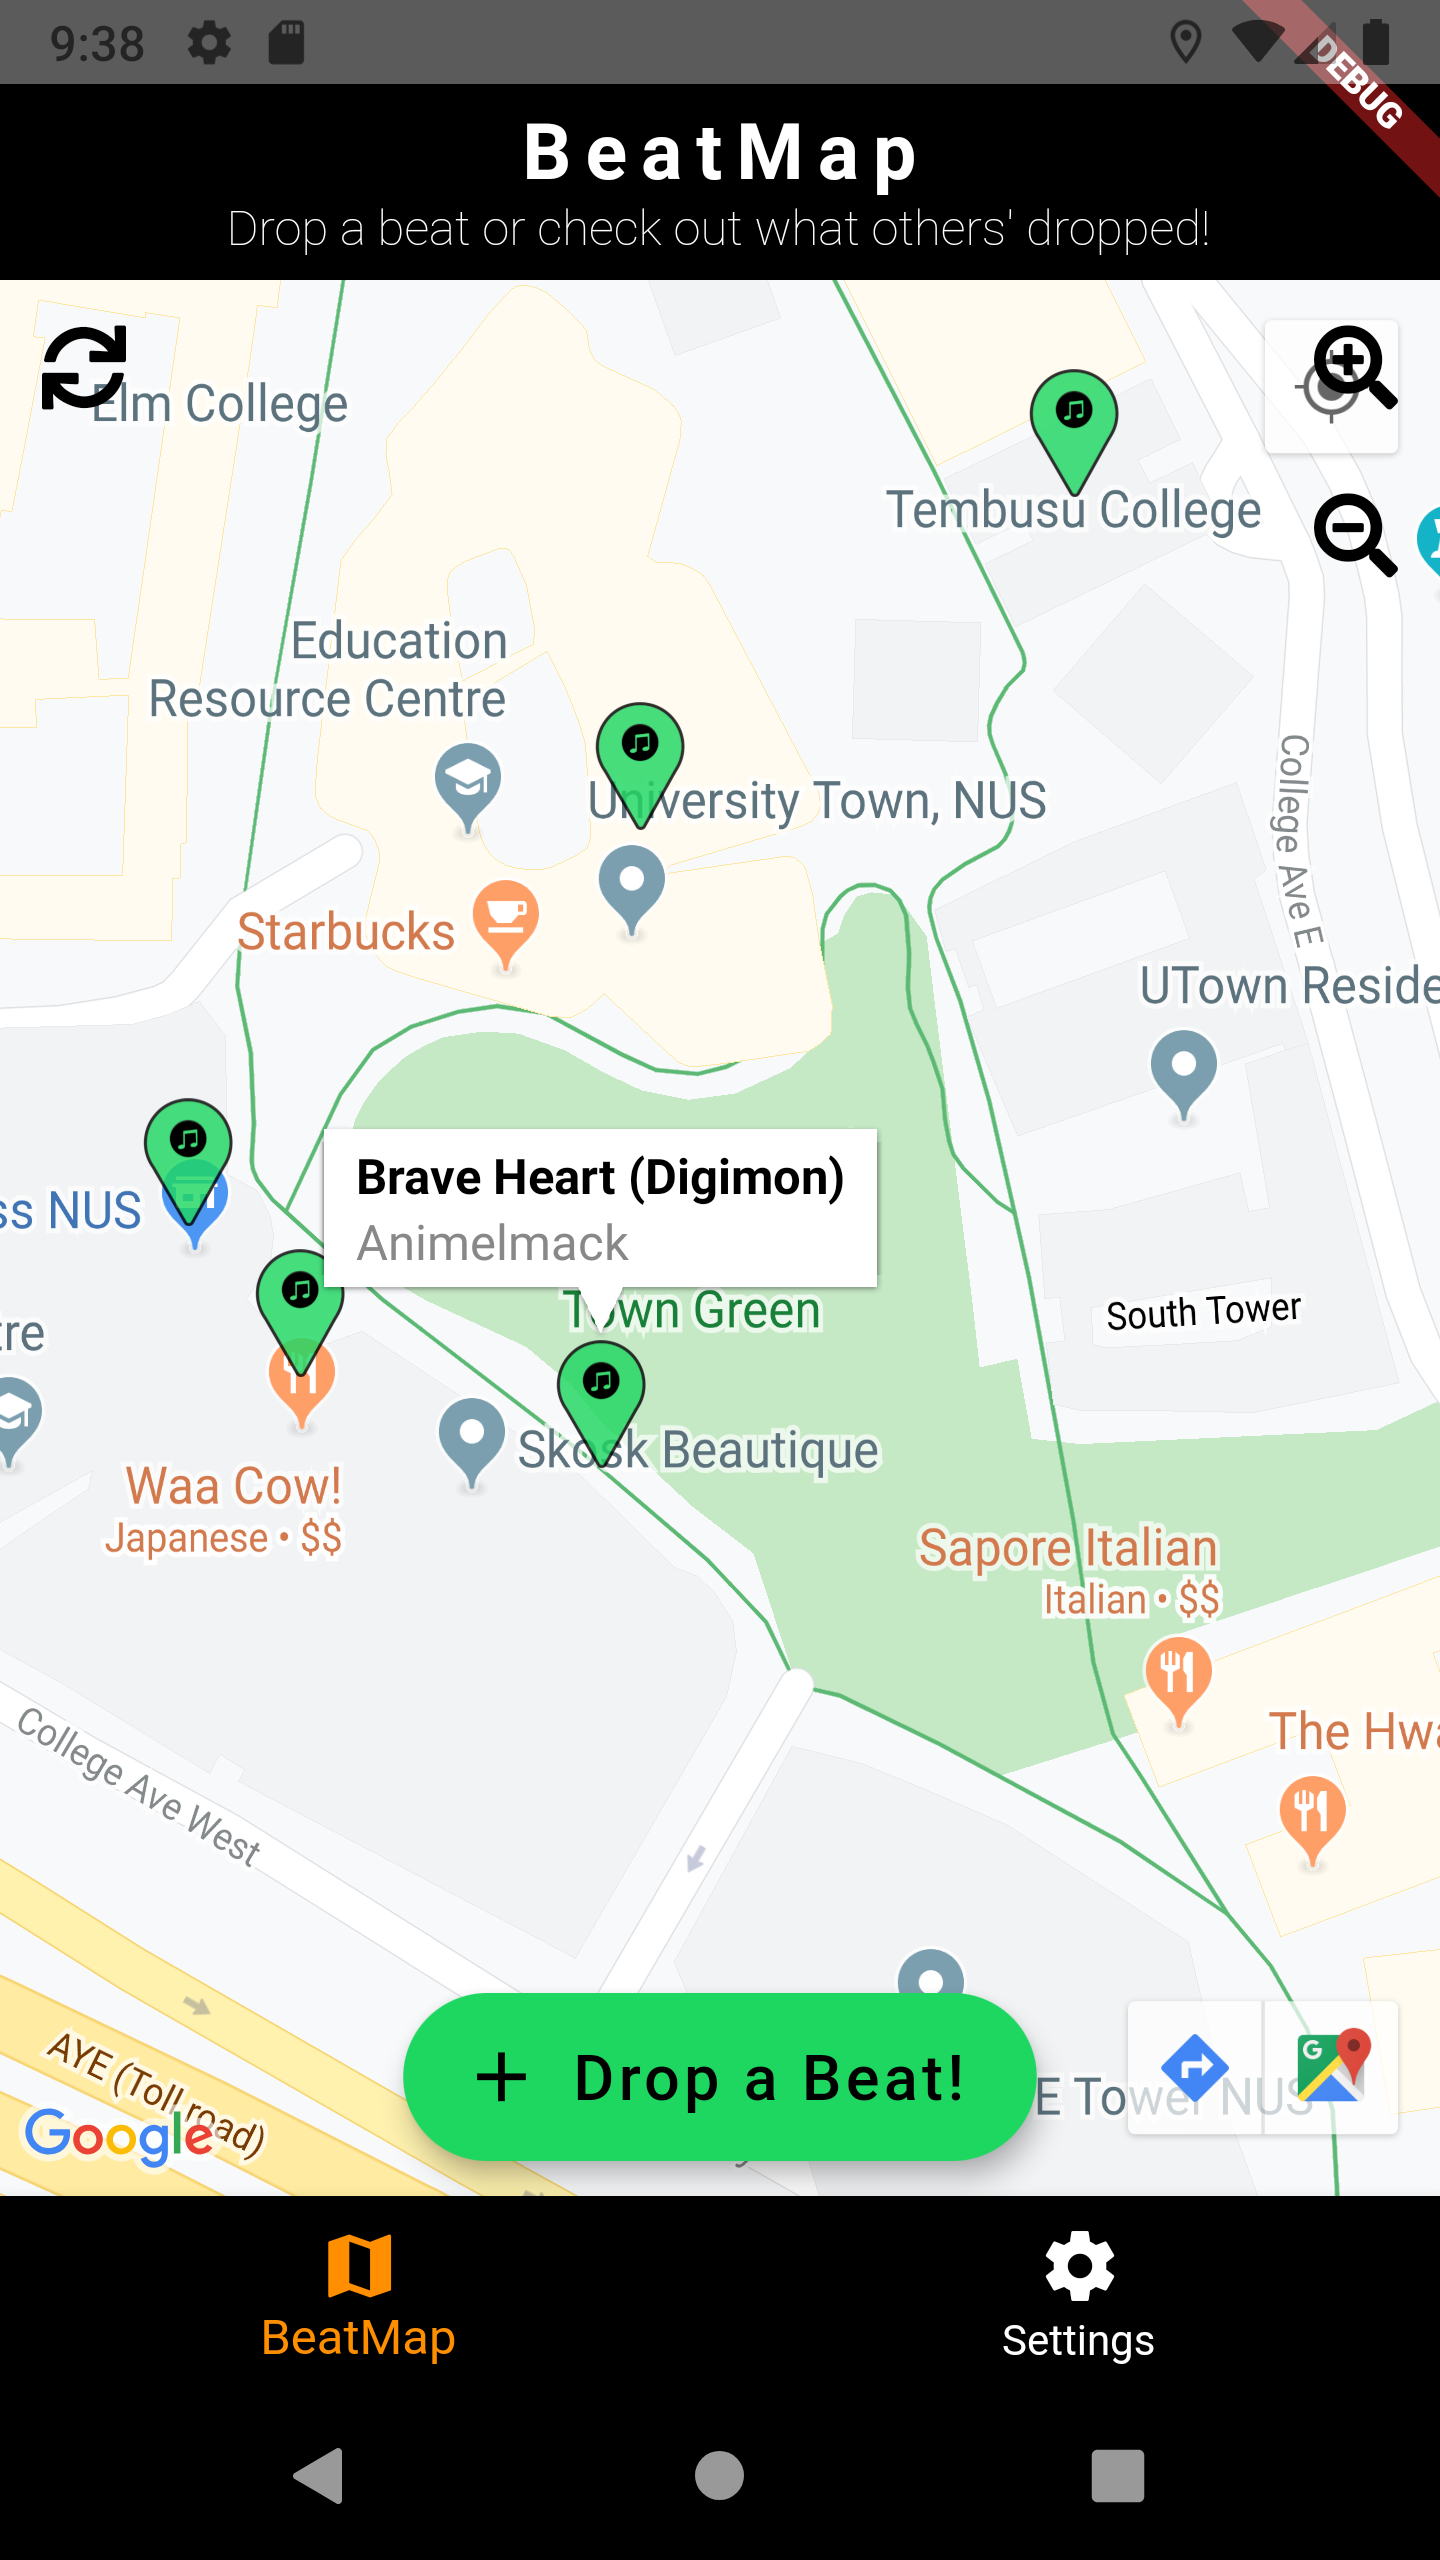 9:38
DEBUG
BeatMap
Drop a beat or check out what others' dropped!
Elm College
Tembusu College
Education
Resource Centre
University Town, NUS
College Ave E
Starbucks
UTown Reside
ss NUS
Brave Heart (Digimon)
Animelmack
Town Green
South Tower
tre
Skosk Beautique
Waa Cow!
Japanese • $$
Sapore Italian
Italian • $$
The Hwa
College Ave West
AYE (Toll road)
Google
+ Drop a Beat!
E Tower NUS
G
BeatMap
Settings